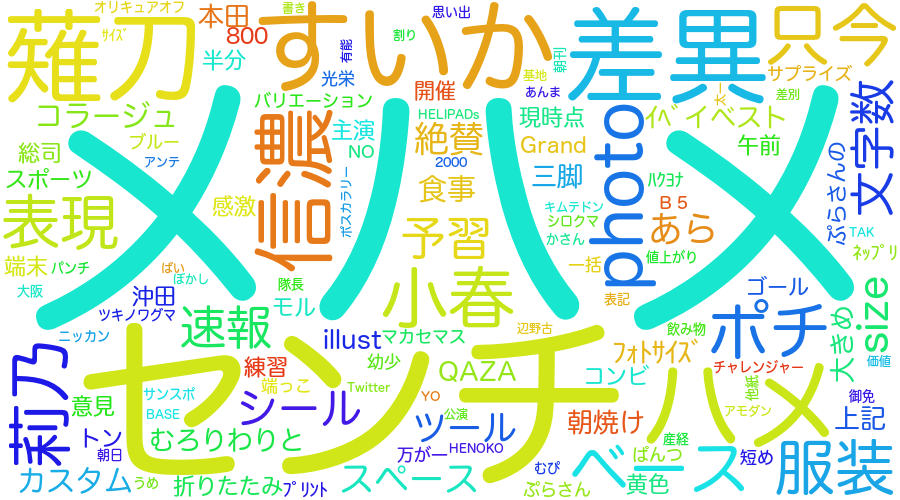 オリキュアオフ
書き
思い出
薙刀
ｻｲｽﾞ
本田
800
すいか
割り
有能
朝刊
差異
只今
半分
光栄
基地
あんま
太一
サプライズ
差別
コラージュ
バリエーション
開催
HELIPADs
現時点
ｲﾍﾞ
イベスト
文字数
ブルー
主演
絶賛
Grand
午前
総司
アンテ
信濃
NO
2000
photo
メハメ
スポーツ
ポスカラリー
食事
三脚
ﾊｸﾖﾅ
ぷらさんの
表現
感激
予習
キムテドン
シロクマ
Ｂ５
あら
TAK
かさん
ﾈｯﾌﾟﾘ
端末
パンチ
ぱい
ぼかし
一括
値上がり
大阪
沖田
隊長
モル
小春
表記
ゴール
size
ツキノワグマ
速報
ポチ
大きめ
ニッカン
illust
マカセマス
辺野古
飲み物
莉乃
センチ
ﾌｫﾄｻｲｽﾞ
ハメ
価値
練習
幼少
QAZA
コンビ
チャレンジャー
端っこ
Twitter
他紙
御免
サンスポ
意見
BASE
シール
YO
公演
ツール
朝焼け
アモダン
上記
トン
むろりわりと
朝日
万が一
HENOKO
産経
ぱんつ
短め
カスタム
うめ
折りたたみ
ﾌﾟﾘﾝﾄ
スペース
むぴ
ぷらさん
ベース
黄色
服装